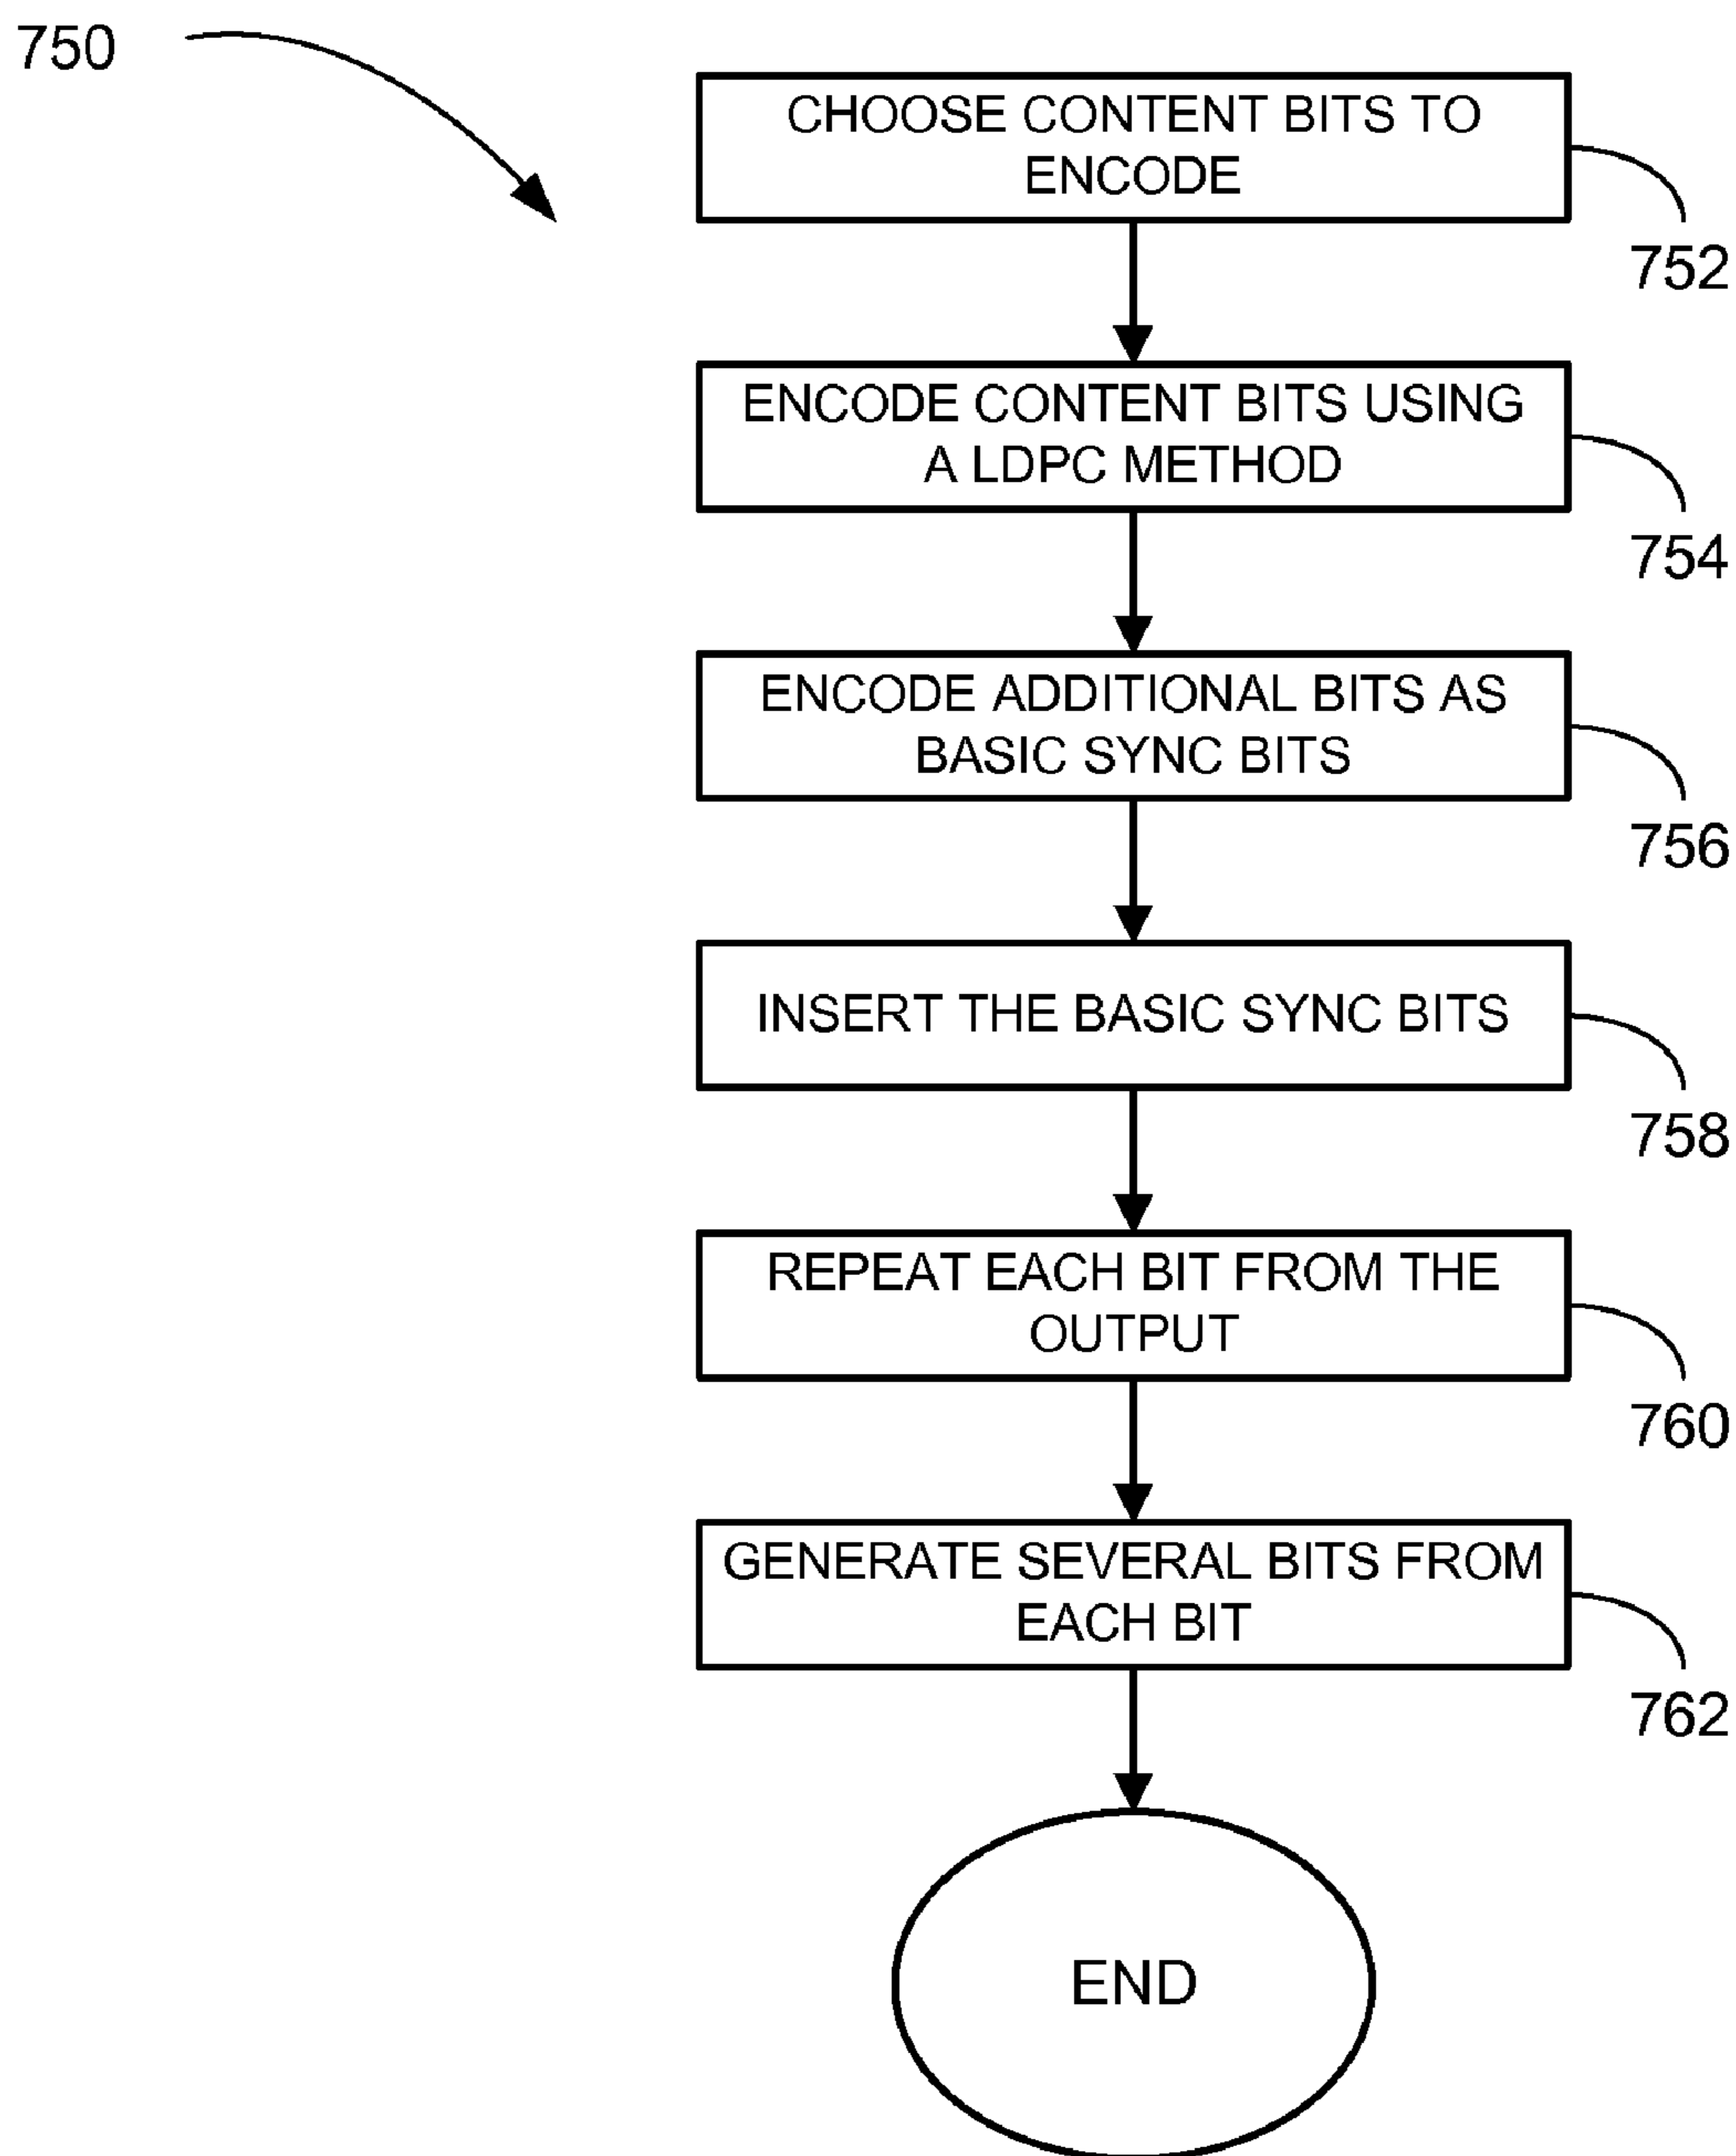 750
CHOOSE CONTENT BITS TO
ENCODE
752
ENCODE CONTENT BITS USING
A LDPC METHOD
754
ENCODE ADDITIONAL BITS AS
BASIC SYNC BITS
756
INSERT THE BASIC SYNC BITS
758
REPEAT EACH BIT FROM THE
OUTPUT
760
GENERATE SEVERAL BITS FROM
EACH BIT
762
END